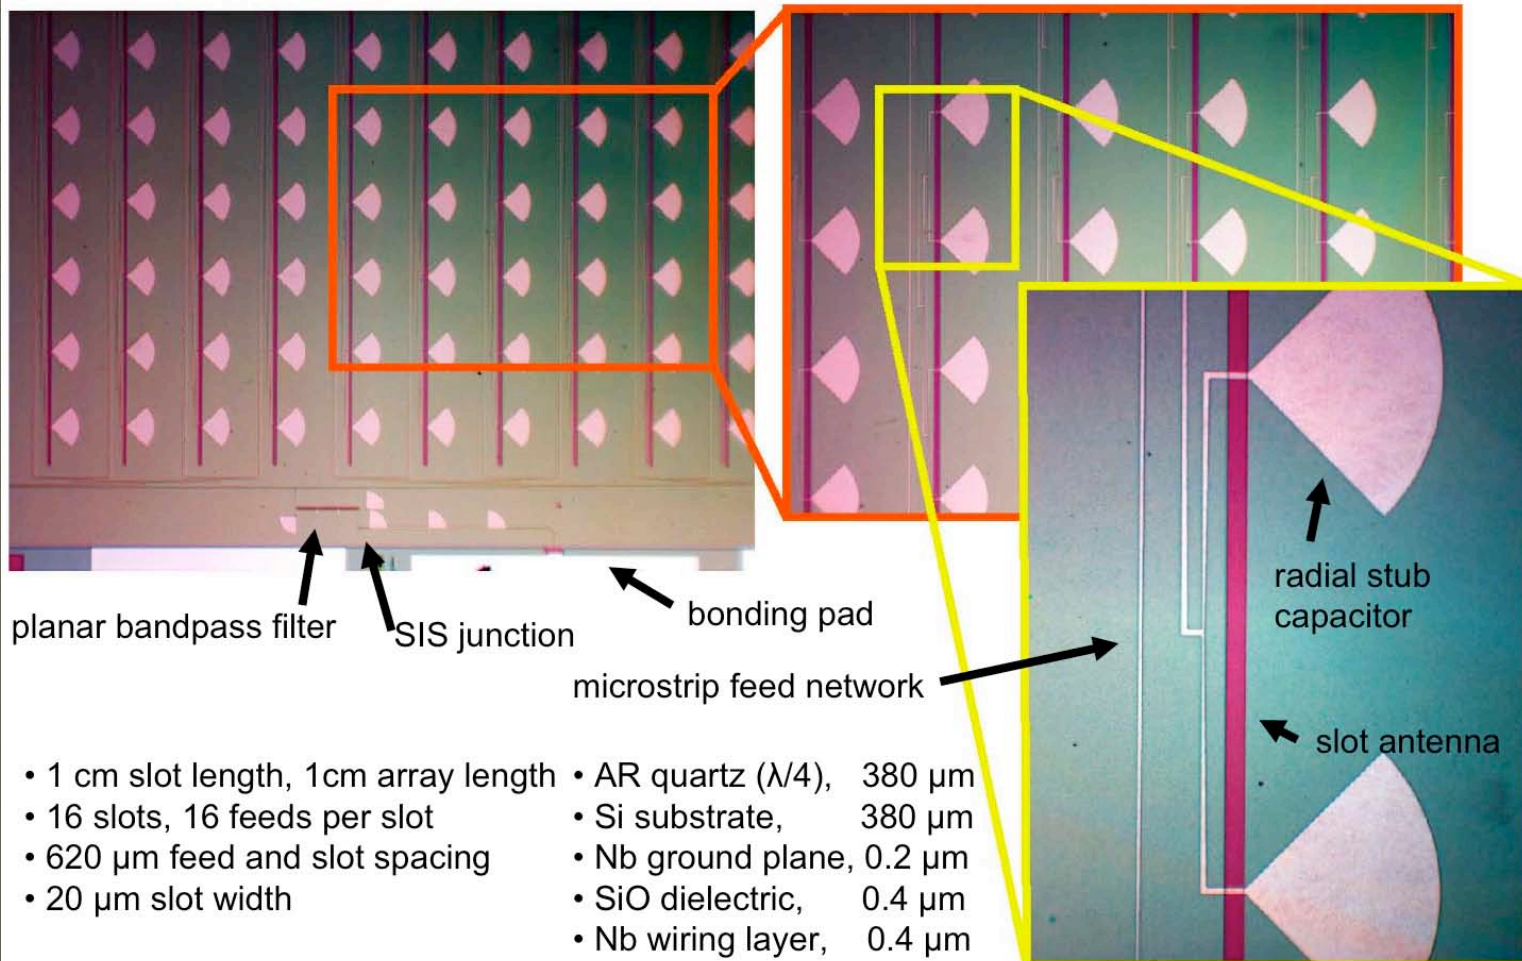 planar bandpass filter
SIS junction
bonding pad
microstrip feed network
radial stub
capacitor
slot antenna
• 1 cm slot length, 1cm array length
• 16 slots, 16 feeds per slot
• 620 μm feed and slot spacing
• 20 μm slot width
• AR quartz (λ/4), 380 μm
• Si substrate, 380 μm
• Nb ground plane, 0.2 μm
• SiO dielectric, 0.4 μm
• Nb wiring layer, 0.4 μm